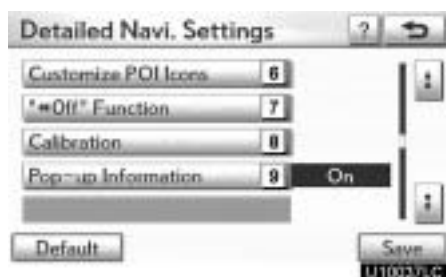 Detailed Navi. Settings ?
Customize POI Icons 6
"⇔Off" Function 7
Calibration 8
Pop-up Information 9 On
Default Save